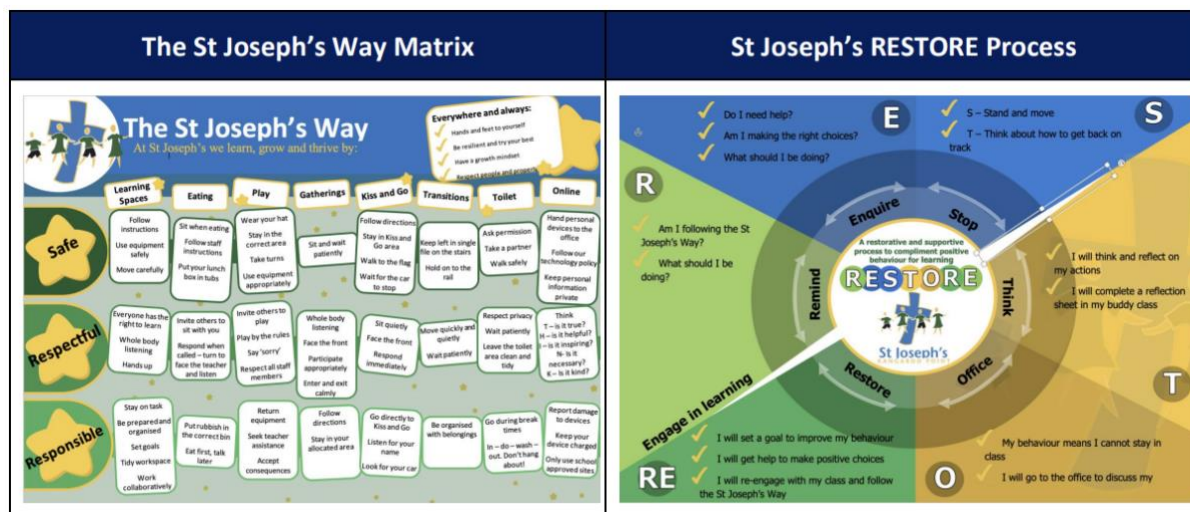 The St Joseph's Way Matrix
The St Joseph's Way
At St Joseph's we learn, grow and thrive by:
Everywhere and always:
Hands and feet to yourself
Be resilient and try your best
Have a growth mindset
Respect people and
Learning
Spaces
Eating
Play
Gatherings
Kiss and Go
Transitions
Toilet
Online
Safe
Follow
instructions
Use equipment
safely
Move carefully
Sit when eating
Follow staff
instructions
Put your lunch
box in tubs
Wear your hat
Stay in the
correct area
Take turns
Use equipment
appropriately
Sit and wait
patiently
Follow directions
Stay in Kiss and
Go area
Walk to the flag
Wait for the car
to stop
Keep left in single
file on the stairs
Hold on to the
rail
Ask permission
Take a partner
Walk safely
Hand personal
devices to the
office
Follow our
technology policy
Keep personal
information
private
Respectful
Everyone has the
right to learn
Whole body
listening
Hands up
Invite others to
sit with you
Respond when
called – turn to
face the teacher
and listen
Invite others to
play
Play by the rules
Say 'sorry'
Respect all staff
members
Whole body
listening
Face the front
Participate
appropriately
Enter and exit
calmly
Sit quietly
Face the front
Respond
immediately
Move quickly and
quietly
Wait patiently
Respect privacy
Wait patiently
Leave the toilet
area clean and
tidy
Think
T – is it true?
H – is it helpful?
I – is it inspiring?
N- is it
necessary?
K – Is it kind?
Responsible
Stay on task
Be prepared and
organised
Set goals
Tidy workspace
Work
collaboratively
Put rubbish in
the correct bin
Eat first, talk
later
Return
equipment
Seek teacher
assistance
Accept
consequences
Follow
directions
Stay in your
allocated area
Go directly to
Kiss and Go
Listen for your
name
Look for your car
Be organised
with belongings
Go during break
times
In – do – wash –
out. Don't hang
about!
Report damage
to devices
Keep your
device charged
Only use school
approved sites
St Joseph's RESTORE Process
R
Am I following the St
Joseph's Way?
What should I be
doing?
E
Do I need help?
Am I making the right choices?
What should I be doing?
S
S – Stand and move
T – Think about how to get back on
track
T
I will think and reflect on
my actions
I will complete a reflection
sheet in my buddy class
O
My behaviour means I cannot stay in
class
I will go to the office to discuss my
RE
I will set a goal to improve my behaviour
I will get help to make positive choices
I will re-engage with my class and follow
the St Joseph's Way
Engage in learning
Remind
Enquire
Stop
Think
Office
Restore
A restorative and supportive
process to compliment positive
behaviour for learning
RESTORE
St Joseph's
KANGAROO POINT